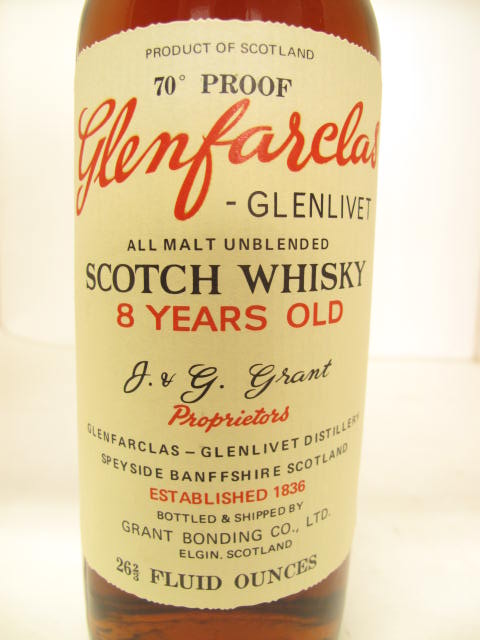 PRODUCT OF SCOTLAND
70° PROOF
Glenfarclas
- GLENLIVET
ALL MALT UNBLENDED
SCOTCH WHISKY
8 YEARS OLD
J. & G. Grant
Proprietors
GLENFARCLAS – GLENLIVET DISTILLERY
SPEYSIDE BANFFSHIRE SCOTLAND
ESTABLISHED 1836
BOTTLED & SHIPPED BY
GRANT BONDING CO., LTD.
ELGIN. SCOTLAND
26⅔ FLUID OUNCES